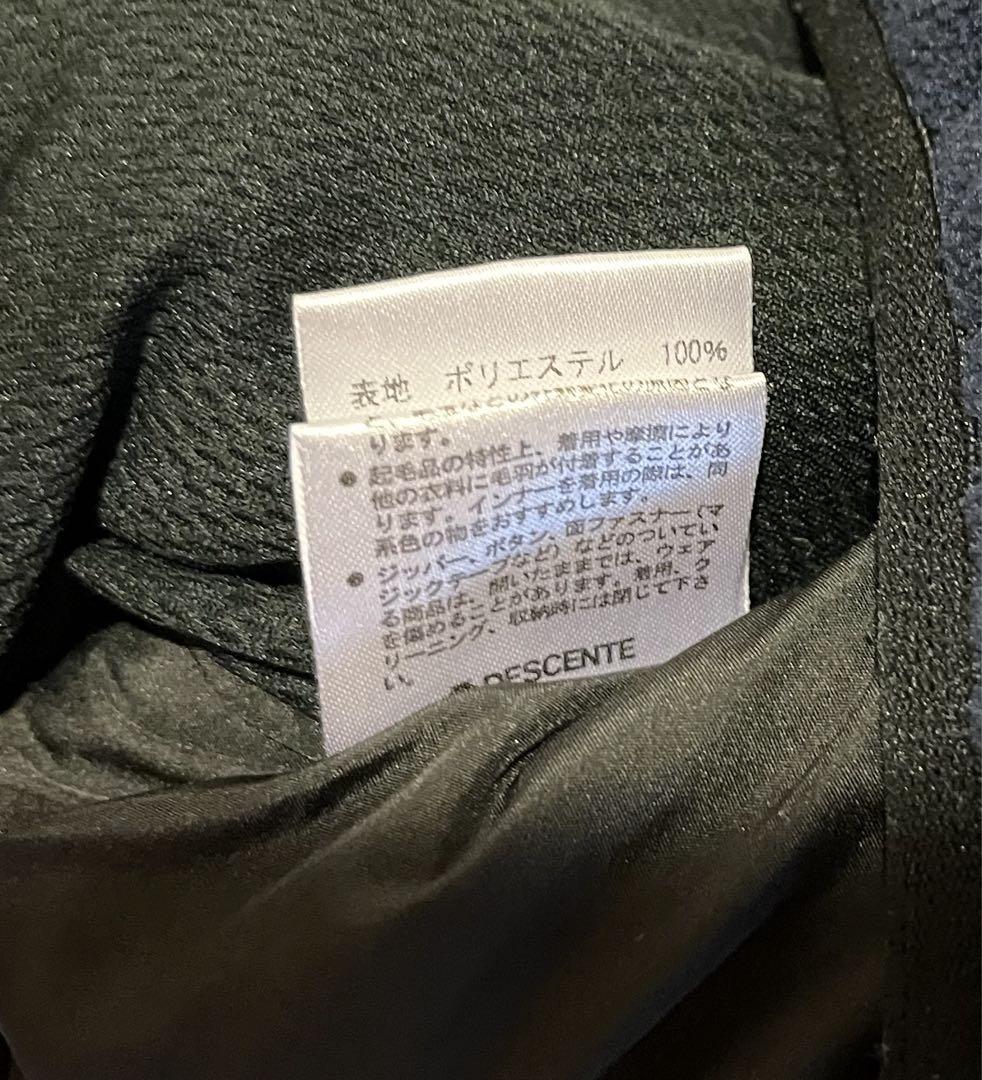 表地 ポリエステル 100%
ります。
● 起毛品の特性上、着用や摩擦により
他の衣料に毛羽が付着することがあ
ります。インナーを着用の際は、同
系色の物をおすすめします。
● ジッパー、ボタン、面ファスナー(マ
ジックテープなど)などのついてい
る商品は、開いたままでは、ウェア
を傷めることがあります。着用、ク
リーニング、収納時には閉じて下さ
い。
DESCENTE